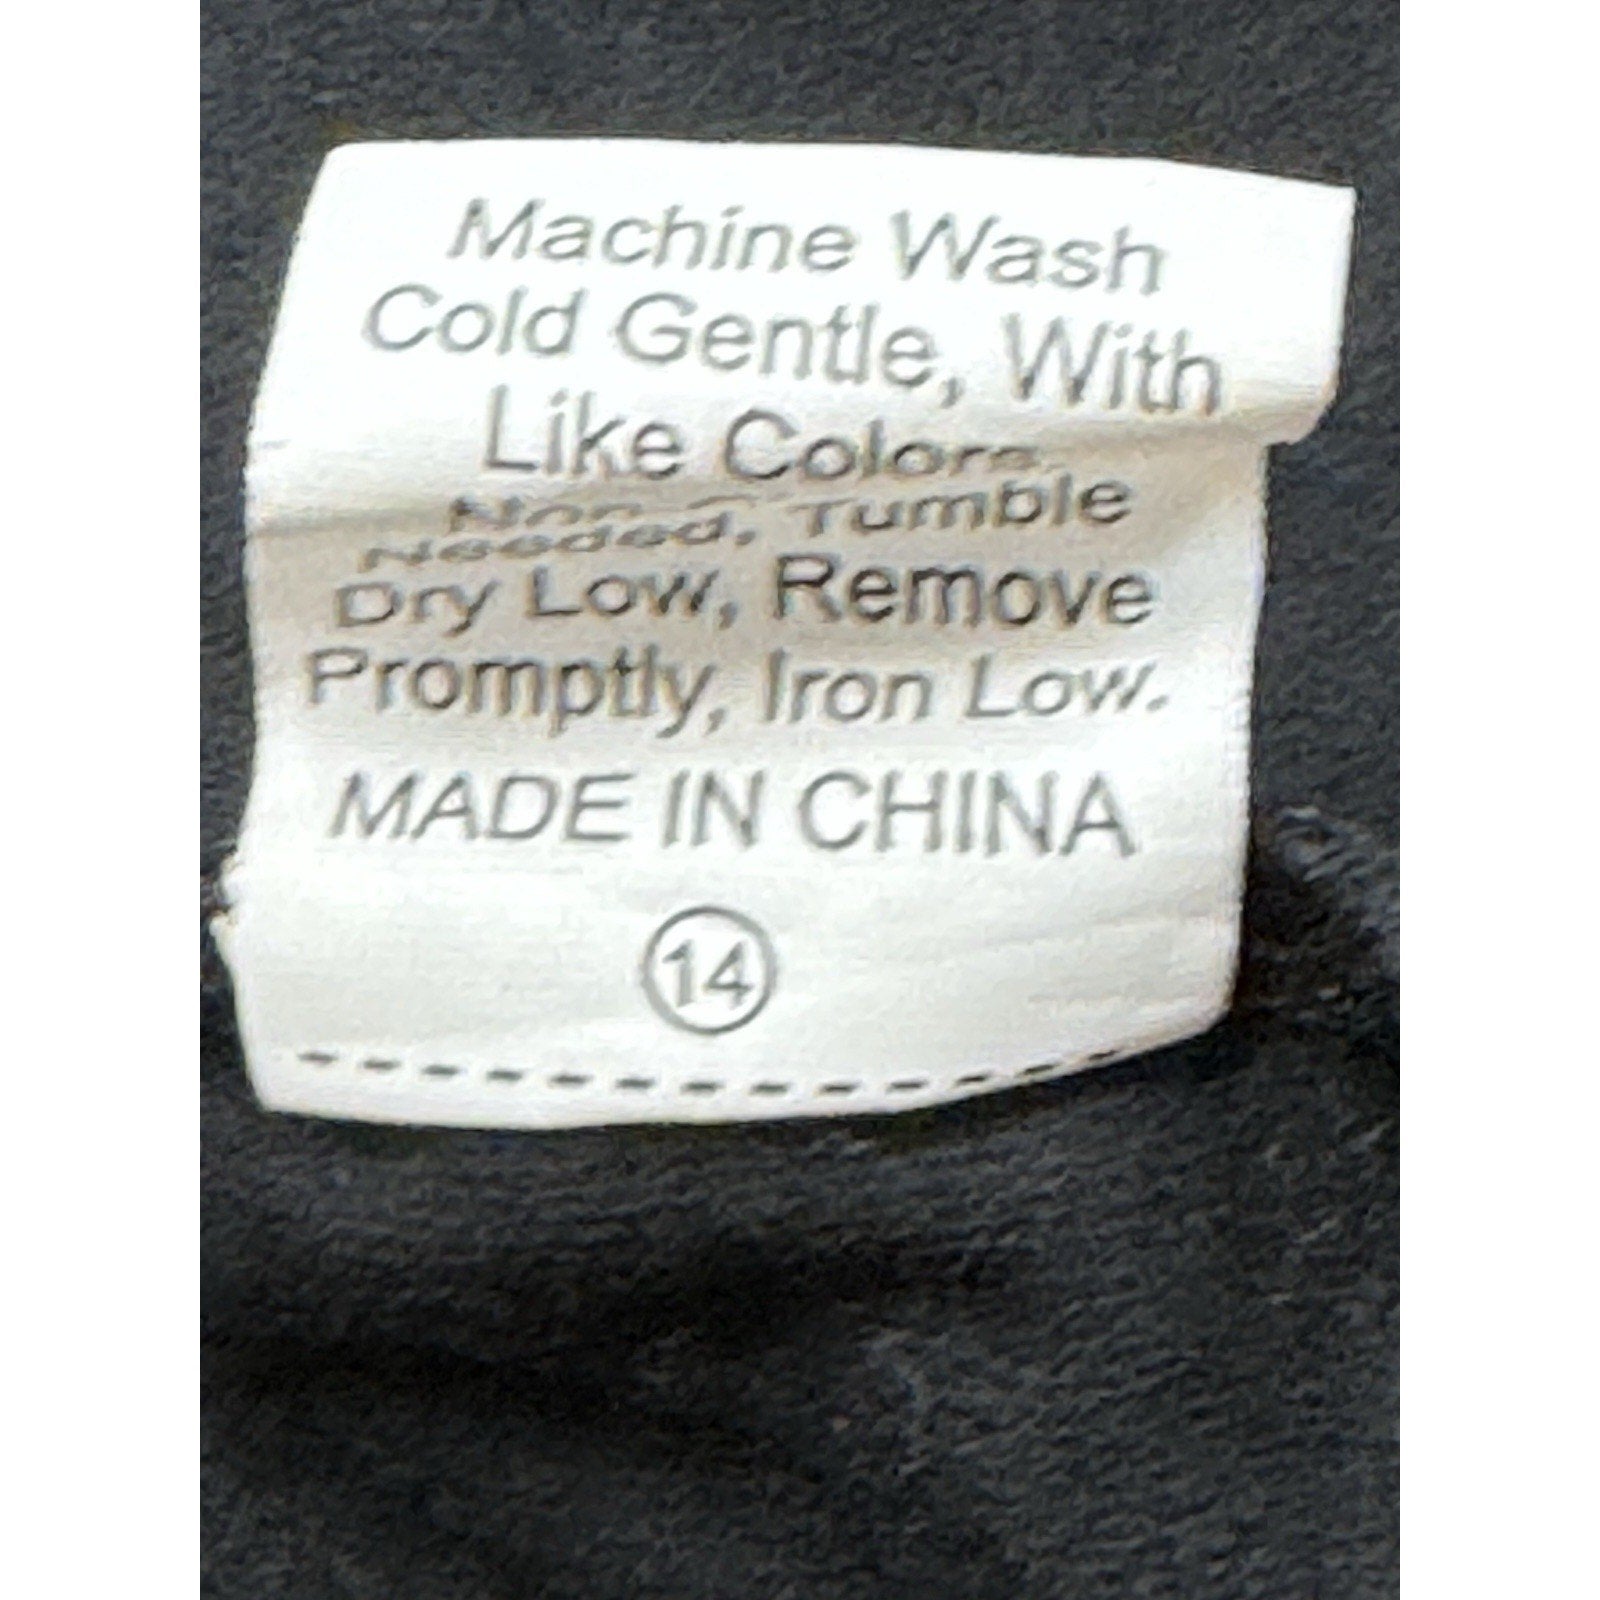 Machine Wash
Cold Gentle, With
Like Colors.
Non-
Needed, Tumble
Dry Low, Remove
Promptly, Iron Low.
MADE IN CHINA
14